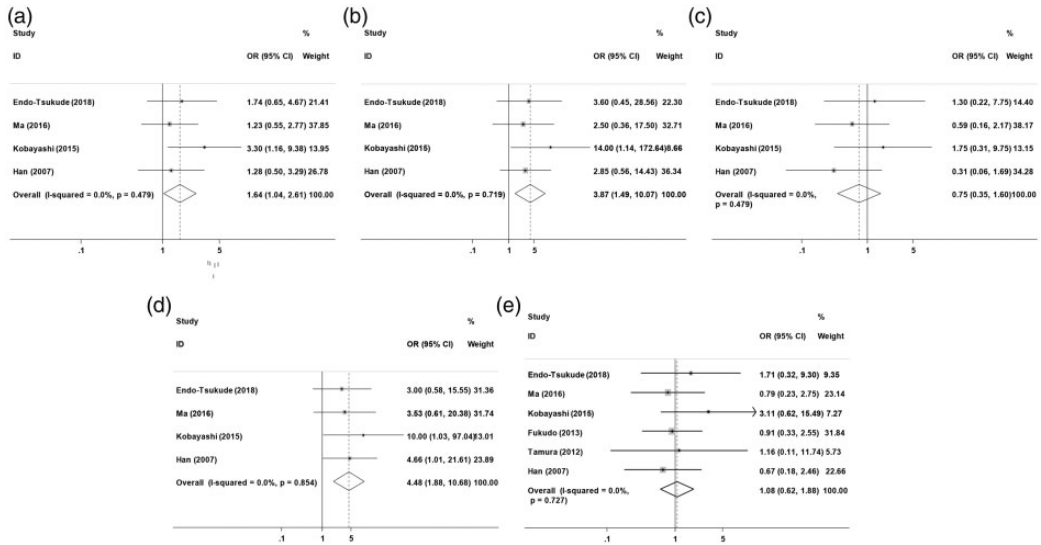 (a)
Study %
ID OR (95% CI) Weight
Endo-Tsukude (2018) 1.74 (0.65, 4.67) 21.41
Ma (2016) 1.23 (0.55, 2.77) 37.85
Kobayashi (2015) 3.30 (1.16, 9.38) 13.95
Han (2007) 1.28 (0.50, 3.29) 26.78
Overall (I-squared = 0.0%, p = 0.479) 1.64 (1.04, 2.61) 100.00
.1 1 5
(b)
Study %
ID OR (95% CI) Weight
Endo-Tsukude (2018) 3.60 (0.45, 28.56) 22.30
Ma (2016) 2.50 (0.36, 17.50) 32.71
Kobayashi (2015) 14.00 (1.14, 172.64) 8.66
Han (2007) 2.85 (0.56, 14.43) 36.34
Overall (I-squared = 0.0%, p = 0.719) 3.87 (1.49, 10.07) 100.00
.1 1 5
(c)
Study %
ID OR (95% CI) Weight
Endo-Tsukude (2018) 1.30 (0.22, 7.75) 14.40
Ma (2016) 0.59 (0.16, 2.17) 38.17
Kobayashi (2015) 1.75 (0.31, 9.75) 13.15
Han (2007) 0.31 (0.06, 1.69) 34.28
Overall (I-squared = 0.0%, 0.75 (0.35, 1.60) 100.00
p = 0.479)
.1 1 5
(d)
Study %
ID OR (95% CI) Weight
Endo-Tsukude (2018) 3.00 (0.58, 15.55) 31.36
Ma (2016) 3.53 (0.61, 20.38) 31.74
Kobayashi (2015) 10.00 (1.03, 97.04) 13.01
Han (2007) 4.66 (1.01, 21.61) 23.89
Overall (I-squared = 0.0%, p = 0.854) 4.48 (1.88, 10.68) 100.00
.1 1 5
(e)
Study %
ID OR (95% CI) Weight
Endo-Tsukude (2018) 1.71 (0.32, 9.30) 9.35
Ma (2016) 0.79 (0.23, 2.75) 23.14
Kobayashi (2015) 3.11 (0.62, 15.49) 7.27
Fukudo (2013) 0.91 (0.33, 2.55) 31.84
Tamura (2012) 1.16 (0.11, 11.74) 5.73
Han (2007) 0.67 (0.18, 2.46) 22.66
Overall (I-squared = 0.0%, 1.08 (0.62, 1.88) 100.00
p = 0.727)
.1 1 5